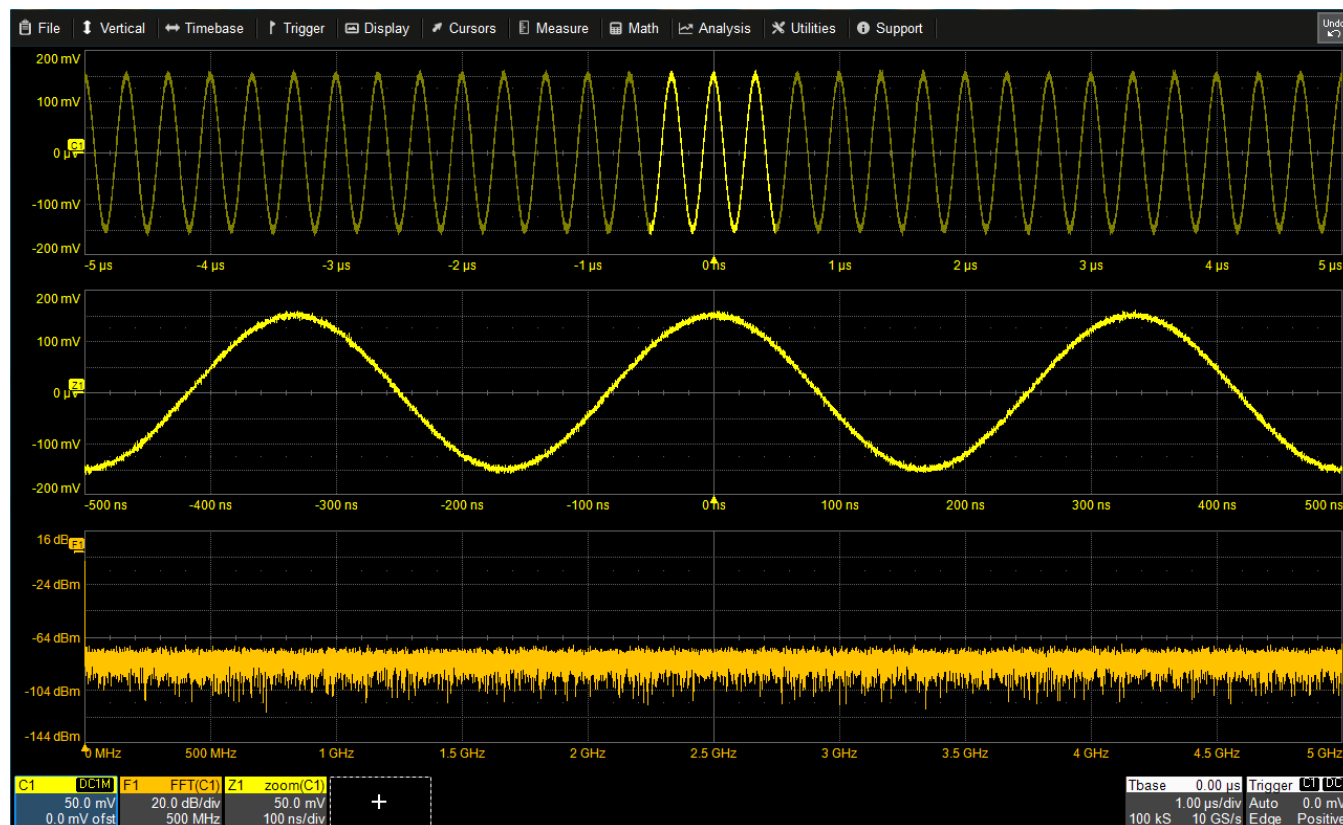 File Vertical Timebase Trigger Display Cursors Measure Math Analysis Utilities Support Undo
200 mV
100 mV
C1
0 µV
-100 mV
-200 mV
-5 µs -4 µs -3 µs -2 µs -1 µs 0 ns 1 µs 2 µs 3 µs 4 µs 5 µs
200 mV
100 mV
Z1
0 µV
-100 mV
-200 mV
-500 ns -400 ns -300 ns -200 ns -100 ns 0 ns 100 ns 200 ns 300 ns 400 ns 500 ns
16 dB F1
-24 dBm
-64 dBm
-104 dBm
-144 dBm
0 MHz 500 MHz 1 GHz 1.5 GHz 2 GHz 2.5 GHz 3 GHz 3.5 GHz 4 GHz 4.5 GHz 5 GHz
C1 DC1M F1 FFT(C1) Z1 zoom(C1) Tbase 0.00 µs Trigger C1 DC
50.0 mV 20.0 dB/div 50.0 mV + 1.00 µs/div Auto 0.0 mV
0.0 mV ofst 500 MHz 100 ns/div 100 kS 10 GS/s Edge Positive